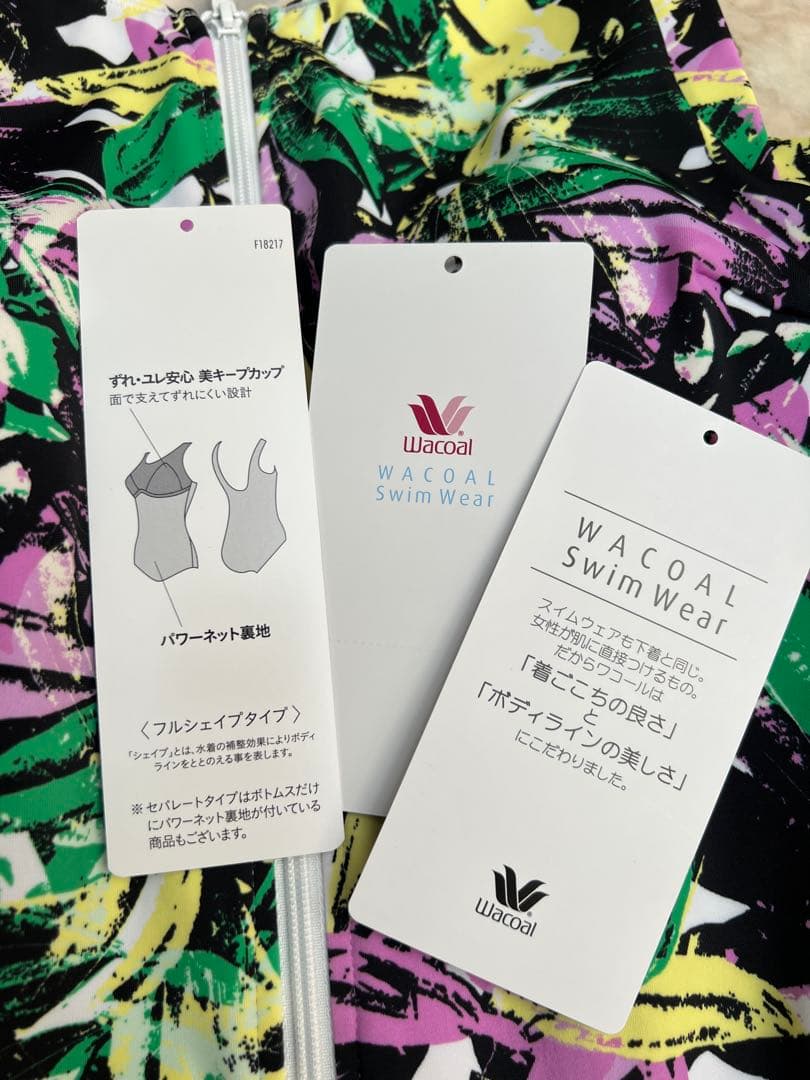 F18217
ずれ・ユレ安心 美キープカップ
面で支えてずれにくい設計
パワーネット裏地
〈フルシェイプタイプ〉
「シェイプ」とは、水着の補整効果によりボディ
ラインをととのえる事を表します。
※セパレートタイプはボトムスだけ
にパワーネット裏地が付いている
商品もございます。
Wacoal®
WACOAL
Swim Wear
WACOAL
Swim Wear
スイムウェアも下着と同じ。
女性が肌に直接つけるもの。
だからワコールは
「着ごこちの良さ」
と
「ボディラインの美しさ」
にこだわりました。
Wacoal®